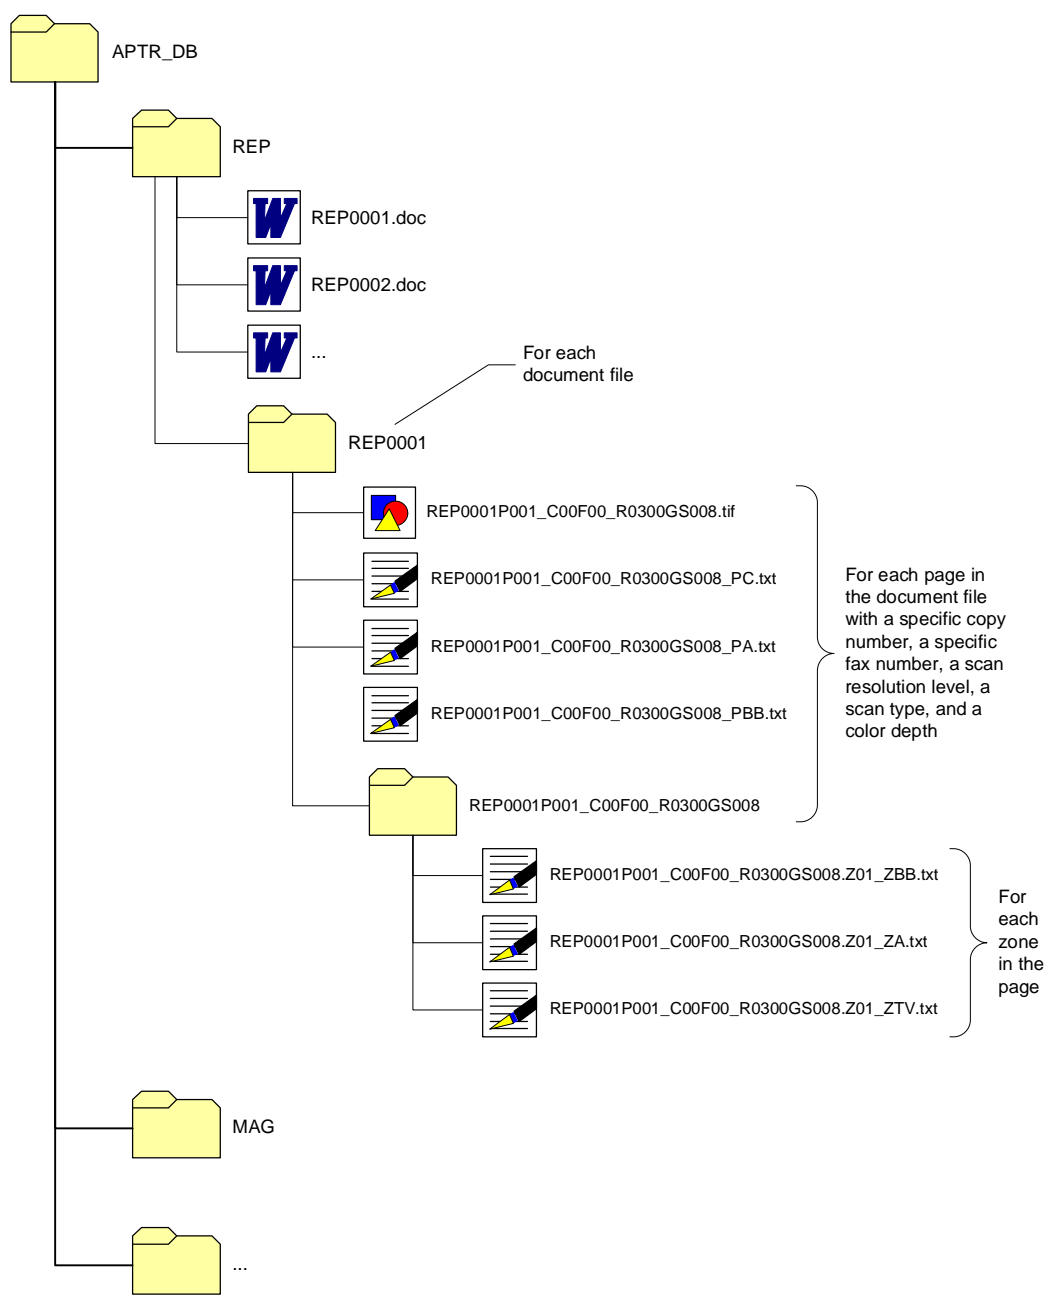 APTR_DB
REP
REP0001.doc
REP0002.doc
...
For each
document file
REP0001
REP0001P001_C00F00_R0300GS008.tif
REP0001P001_C00F00_R0300GS008_PC.txt
REP0001P001_C00F00_R0300GS008_PA.txt
REP0001P001_C00F00_R0300GS008_PBB.txt
For each page in
the document file
with a specific copy
number, a specific
fax number, a scan
resolution level, a
scan type, and a
color depth
REP0001P001_C00F00_R0300GS008
REP0001P001_C00F00_R0300GS008.Z01_ZBB.txt
REP0001P001_C00F00_R0300GS008.Z01_ZA.txt
REP0001P001_C00F00_R0300GS008.Z01_ZTV.txt
For
each
zone
in the
page
MAG
...